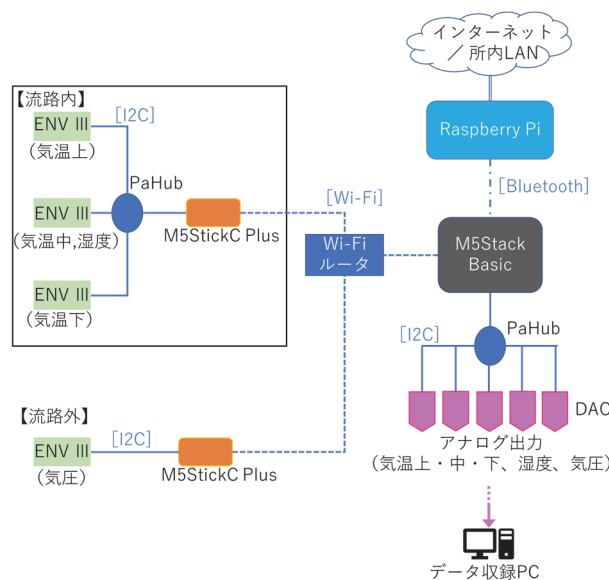 インターネット
／所内LAN
Raspberry Pi
[Bluetooth]
【流路内】
[I2C]
ENV III
(気温上)
PaHub
ENV III
(気温中,湿度)
M5StickC Plus
ENV III
(気温下)
[Wi-Fi]
Wi-Fi
ルータ
M5Stack
Basic
[I2C]
PaHub
DAC
アナログ出力
(気温上・中・下、湿度、気圧)
データ収録PC
【流路外】
[I2C]
ENV III
(気圧)
M5StickC Plus